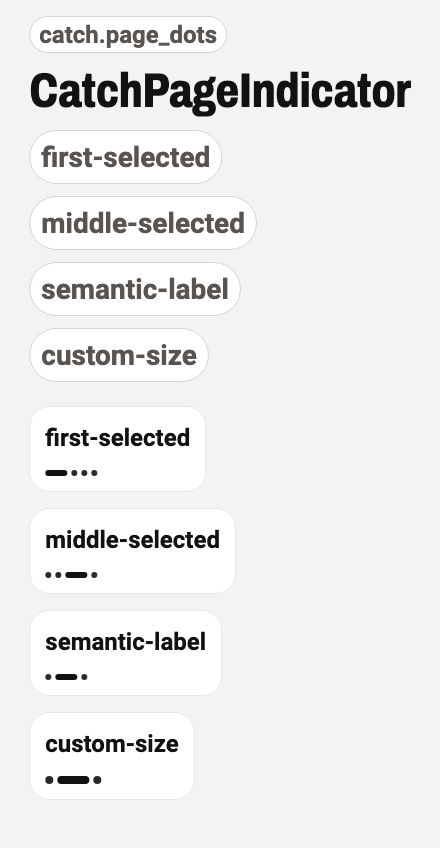 catch.page_dots
CatchPageIndicator
first-selected
middle-selected
semantic-label
custom-size
first-selected
middle-selected
semantic-label
custom-size